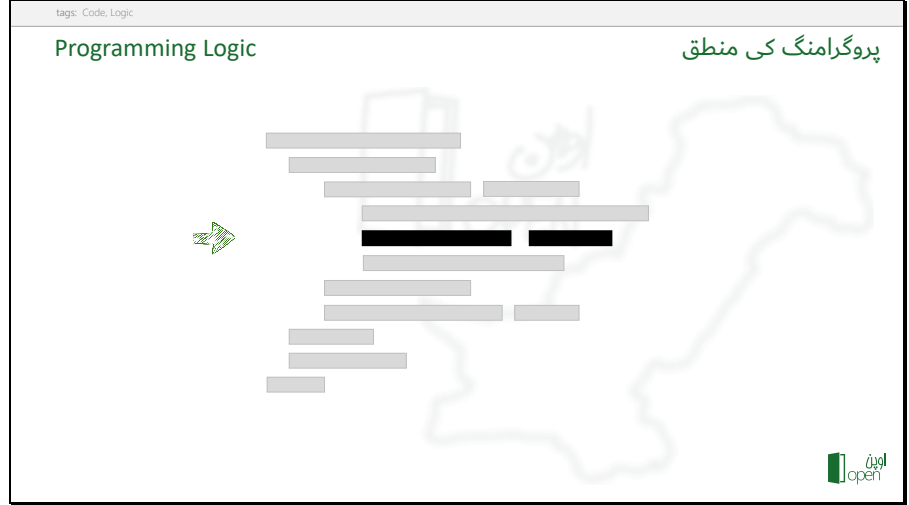 tags: Code, Logic
Programming Logic
پروگرامنگ کی منطق
اوپن
open